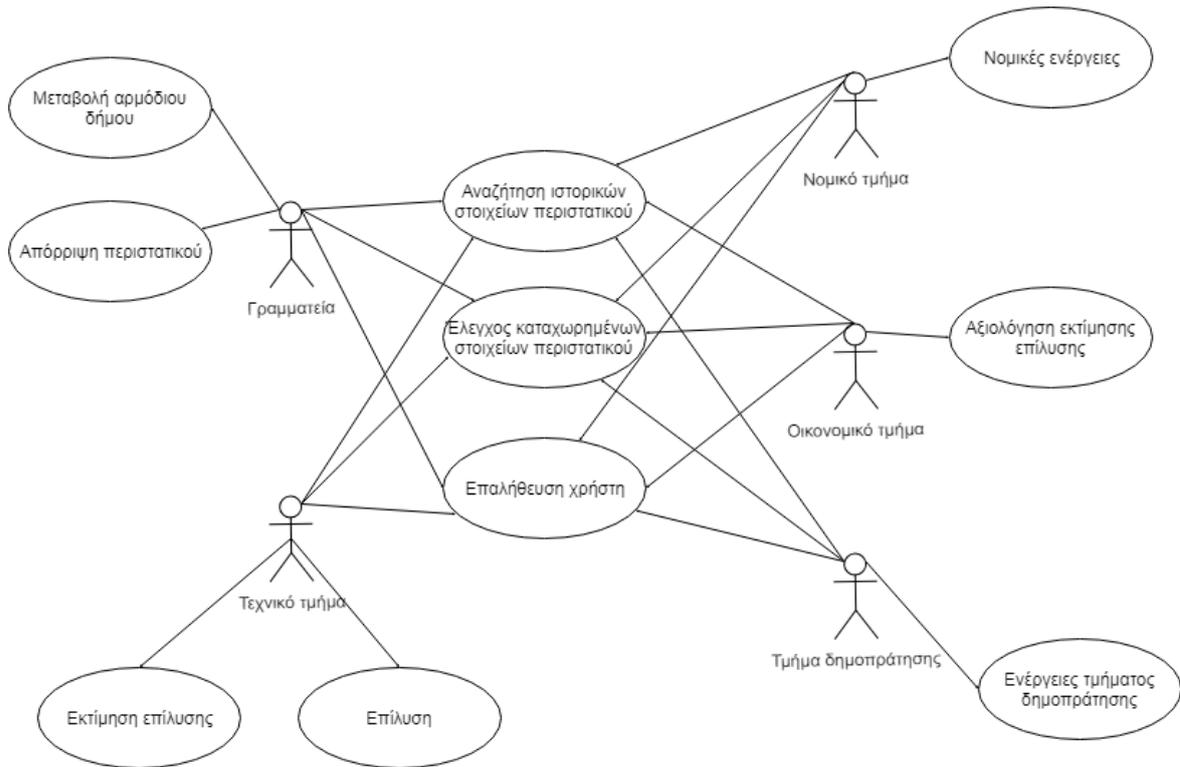 Νομικές ενέργειες
Μεταβολή αρμόδιου
δήμου
Νομικό τμήμα
Αναζήτηση ιστορικών
στοιχείων περιστατικού
Απόρριψη περιστατικού
Γραμματεία
Έλεγχος καταχωρημένων
στοιχείων περιστατικού
Αξιολόγηση εκτίμησης
επίλυσης
Οικονομικό τμήμα
Επαλήθευση χρήστη
Τεχνικό τμήμα
Τμήμα δημοπράτησης
Ενέργειες τμήματος
δημοπράτησης
Εκτίμηση επίλυσης
Επίλυση